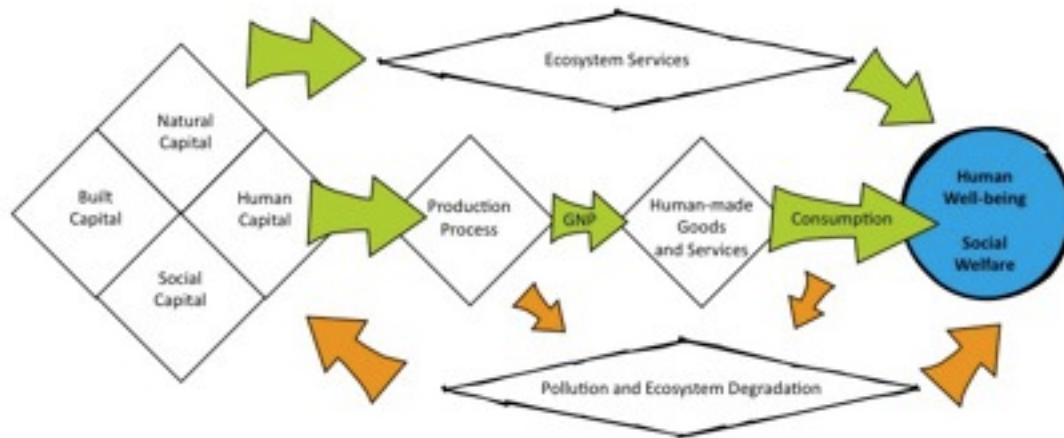 Ecosystem Services
Natural
Capital
Built
Capital
Human
Capital
Social
Capital
Production
Process
GNP
Human-made
Goods
and Services
Consumption
Human
Well-being
Social
Welfare
Pollution and Ecosystem Degradation